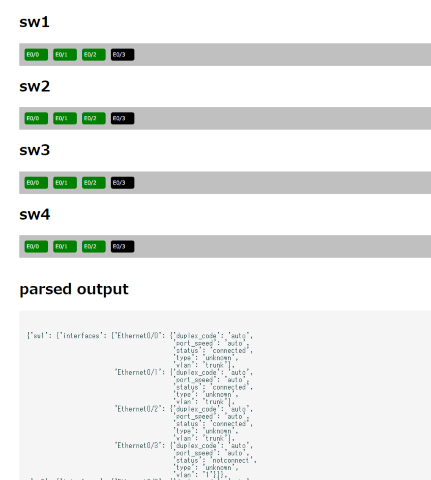 sw1
E0/0 E0/1 E0/2 E0/3
sw2
E0/0 E0/1 E0/2 E0/3
sw3
E0/0 E0/1 E0/2 E0/3
sw4
E0/0 E0/1 E0/2 E0/3
parsed output
{'sw1': {'interfaces': {'Ethernet0/0': {'duplex_code': 'auto',
'port_speed': 'auto',
'status': 'connected',
'type': 'unknown',
'vlan': 'trunk'},
'Ethernet0/1': {'duplex_code': 'auto',
'port_speed': 'auto',
'status': 'connected',
'type': 'unknown',
'vlan': 'trunk'},
'Ethernet0/2': {'duplex_code': 'auto',
'port_speed': 'auto',
'status': 'connected',
'type': 'unknown',
'vlan': 'trunk'},
'Ethernet0/3': {'duplex_code': 'auto',
'port_speed': 'auto',
'status': 'notconnect',
'type': 'unknown',
'vlan': '1'}}},